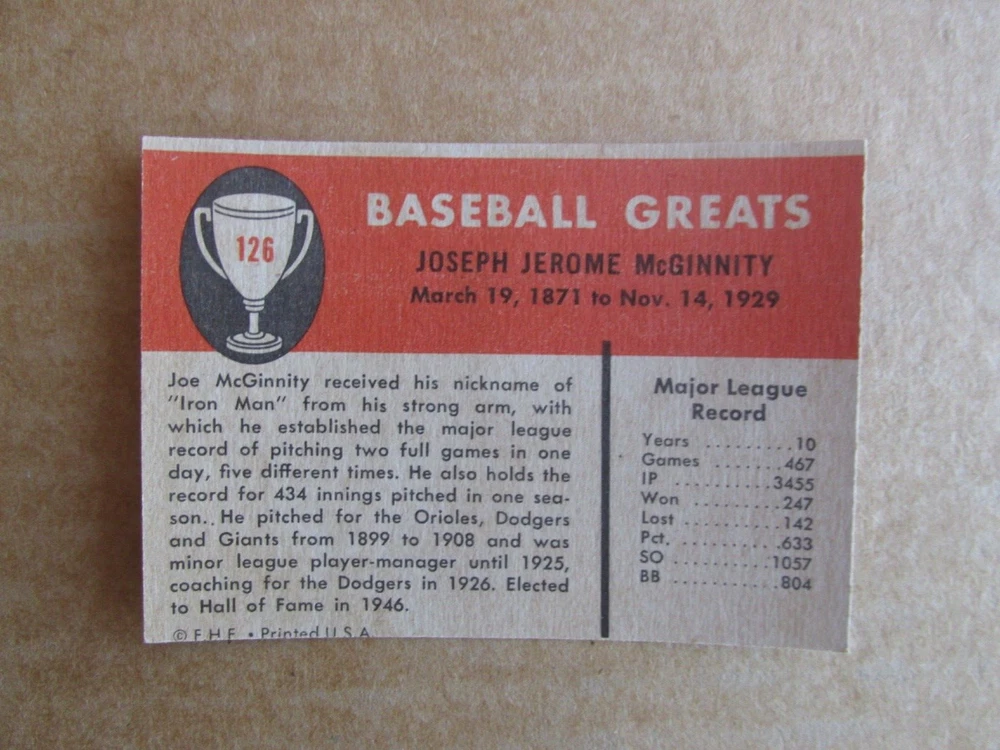 126
BASEBALL GREATS
JOSEPH JEROME McGINNITY
March 19, 1871 to Nov. 14, 1929
Joe McGinnity received his nickname of
"Iron Man" from his strong arm, with
which he established the major league
record of pitching two full games in one
day, five different times. He also holds the
record for 434 innings pitched in one sea-
son.. He pitched for the Orioles, Dodgers
and Giants from 1899 to 1908 and was
minor league player-manager until 1925,
coaching for the Dodgers in 1926. Elected
to Hall of Fame in 1946.
© F.H.F. • Printed U.S.A.
Major League
Record
Years .........10
Games .......467
IP ..........3455
Won .........247
Lost ..........142
Pct. ..........633
SO ..........1057
BB ...........804